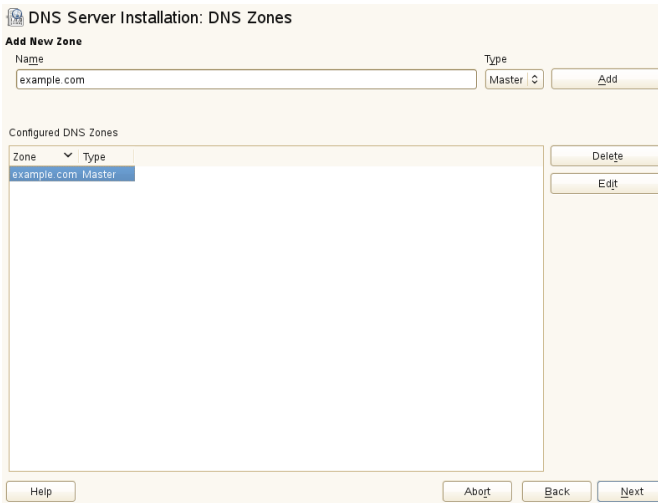 DNS Server Installation: DNS Zones
Add New Zone
Name Type
example.com Master Add
Configured DNS Zones
Zone Type Delete
example.com Master Edit
Help Abort Back Next